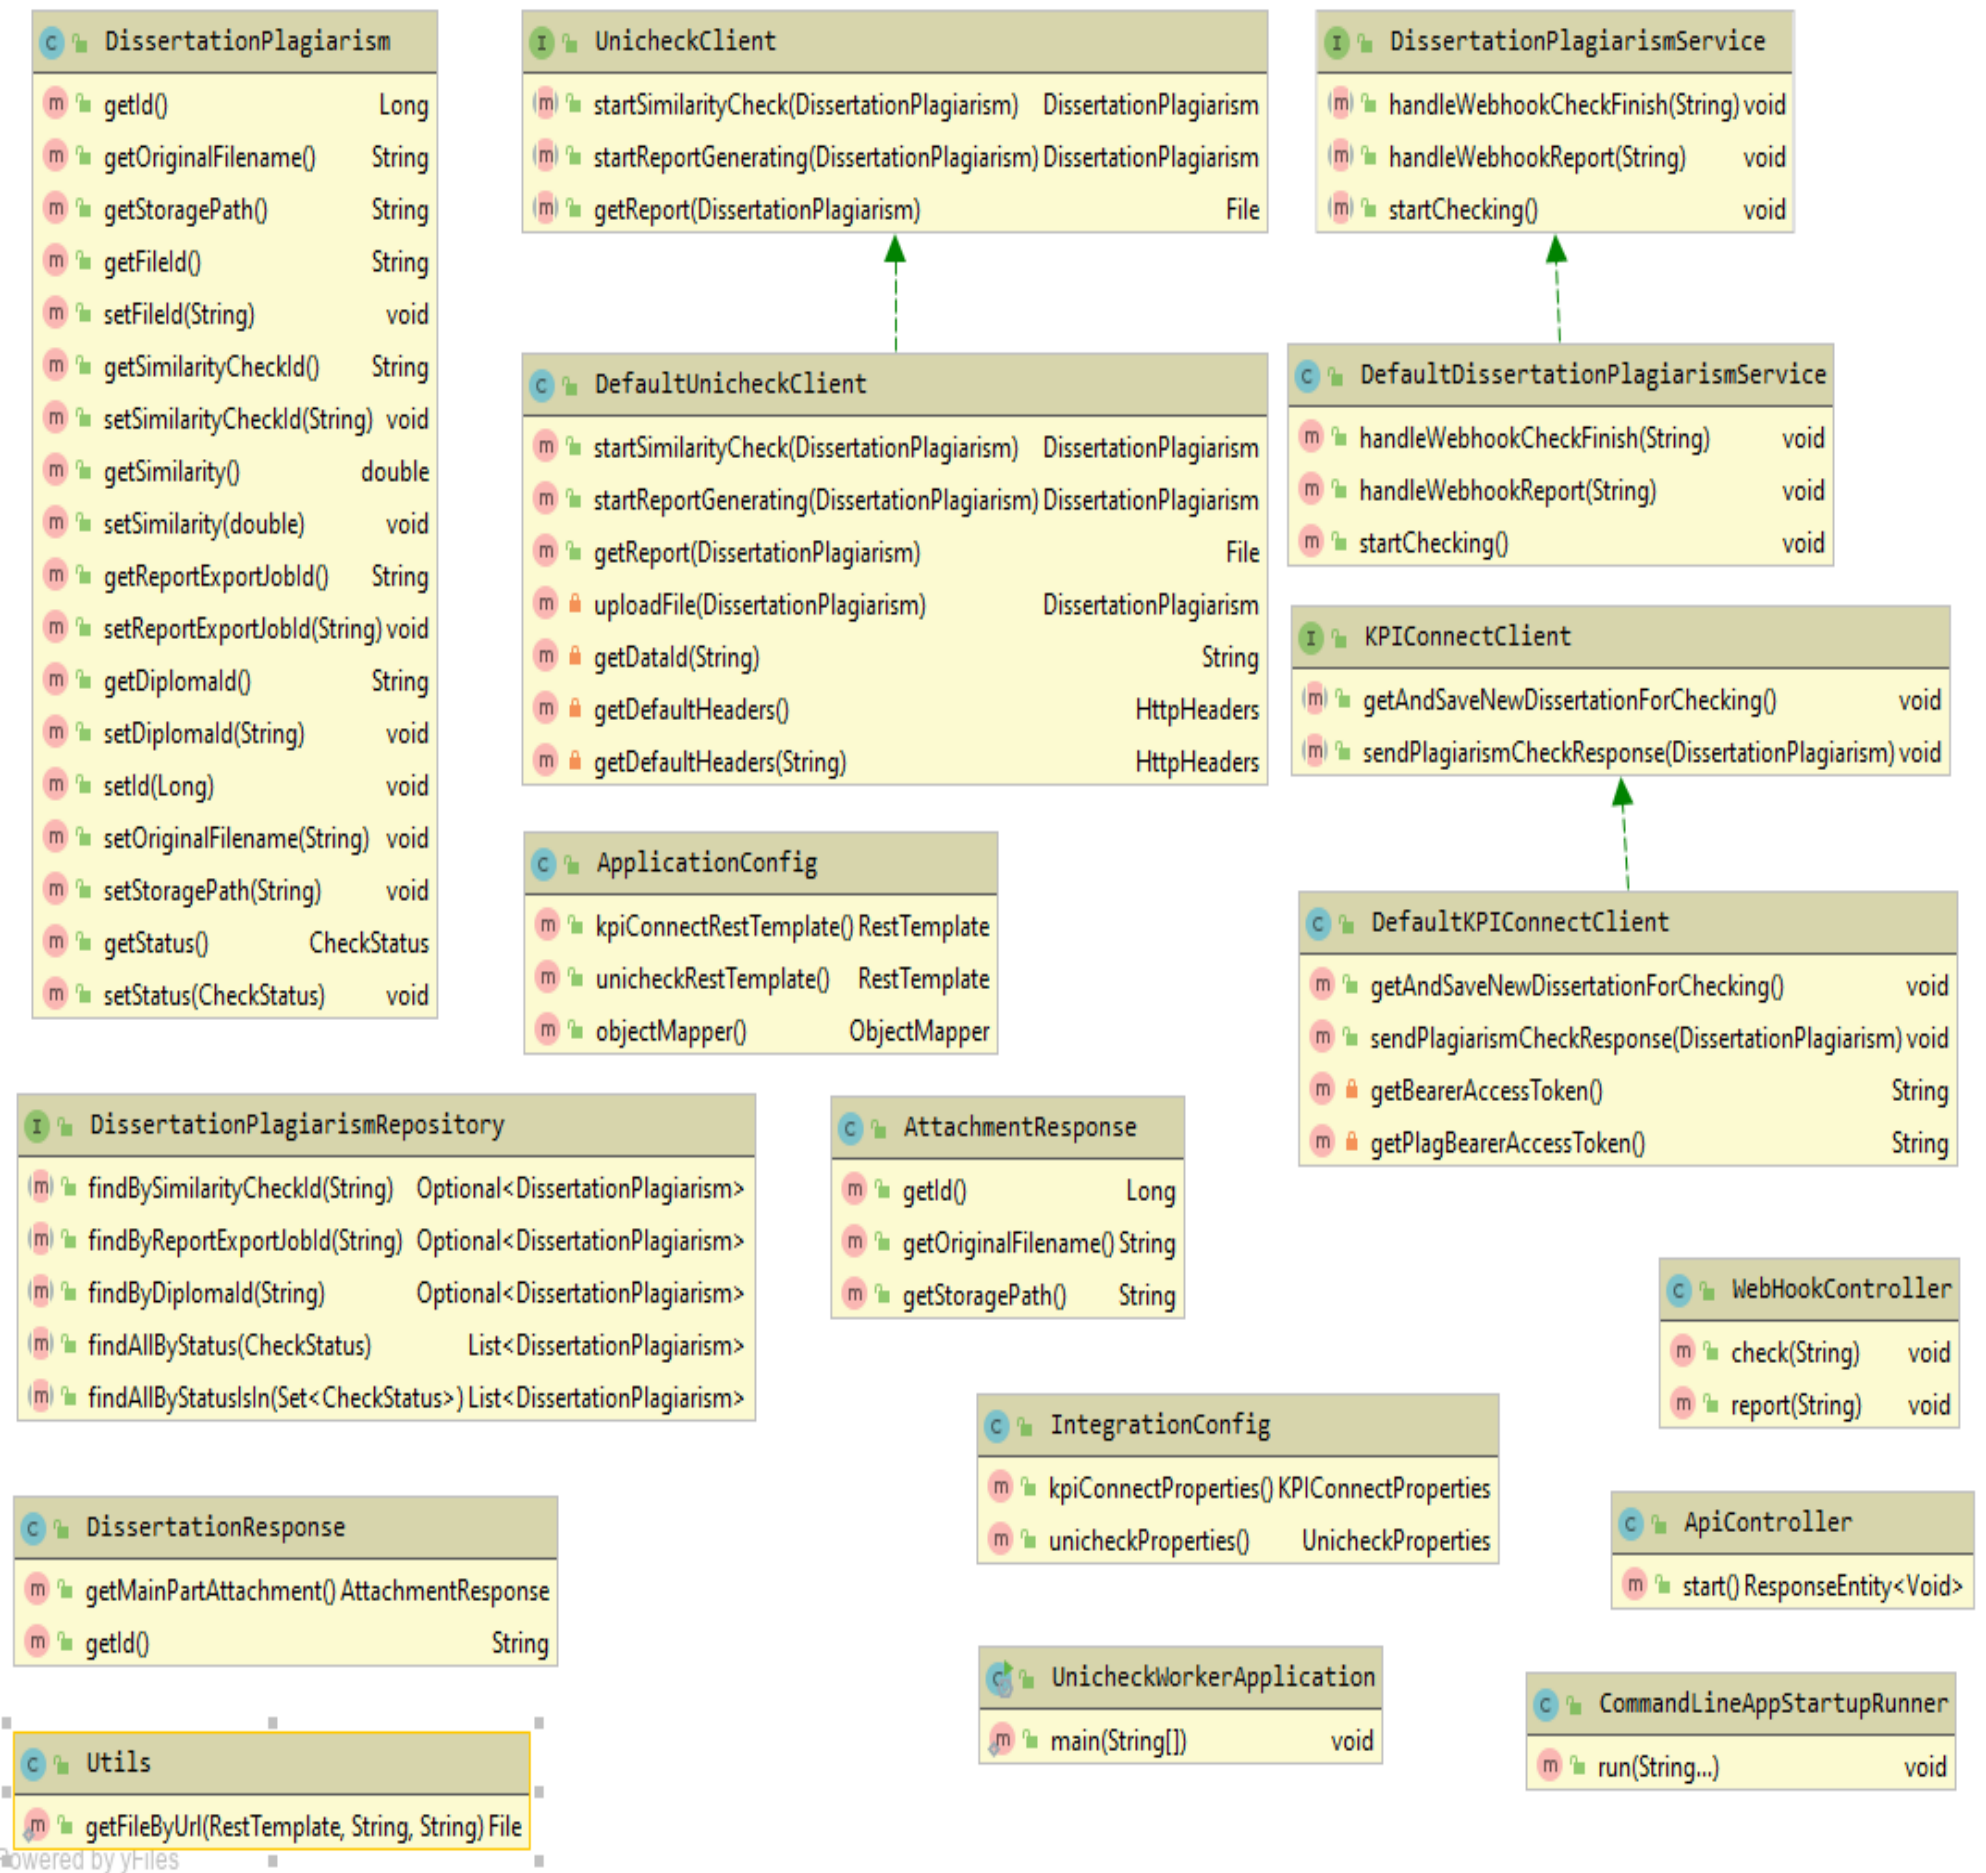 DissertationPlagiarism
getId() Long
getOriginalFilename() String
getStoragePath() String
getFileId() String
setFileId(String) void
getSimilarityCheckId() String
setSimilarityCheckId(String) void
getSimilarity() double
setSimilarity(double) void
getReportExportJobId() String
setReportExportJobId(String) void
getDiplomaId() String
setDiplomaId(String) void
setId(Long) void
setOriginalFilename(String) void
setStoragePath(String) void
getStatus() CheckStatus
setStatus(CheckStatus) void
UnicheckClient
startSimilarityCheck(DissertationPlagiarism) DissertationPlagiarism
startReportGenerating(DissertationPlagiarism) DissertationPlagiarism
getReport(DissertationPlagiarism) File
DissertationPlagiarismService
handleWebhookCheckFinish(String) void
handleWebhookReport(String) void
startChecking() void
DefaultUnicheckClient
startSimilarityCheck(DissertationPlagiarism) DissertationPlagiarism
startReportGenerating(DissertationPlagiarism) DissertationPlagiarism
getReport(DissertationPlagiarism) File
uploadFile(DissertationPlagiarism) DissertationPlagiarism
getDataId(String) String
getDefaultHeaders() HttpHeaders
getDefaultHeaders(String) HttpHeaders
DefaultDissertationPlagiarismService
handleWebhookCheckFinish(String) void
handleWebhookReport(String) void
startChecking() void
KPIConnectClient
getAndSaveNewDissertationForChecking() void
sendPlagiarismCheckResponse(DissertationPlagiarism) void
ApplicationConfig
kpiConnectRestTemplate() RestTemplate
unicheckRestTemplate() RestTemplate
objectMapper() ObjectMapper
DefaultKPIConnectClient
getAndSaveNewDissertationForChecking() void
sendPlagiarismCheckResponse(DissertationPlagiarism) void
getBearerAccessToken() String
getPlagBearerAccessToken() String
DissertationPlagiarismRepository
findBySimilarityCheckId(String) Optional<DissertationPlagiarism>
findByReportExportJobId(String) Optional<DissertationPlagiarism>
findByDiplomaId(String) Optional<DissertationPlagiarism>
findAllByStatus(CheckStatus) List<DissertationPlagiarism>
findAllByStatusIsIn(Set<CheckStatus>) List<DissertationPlagiarism>
AttachmentResponse
getId() Long
getOriginalFilename() String
getStoragePath() String
WebHookController
check(String) void
report(String) void
IntegrationConfig
kpiConnectProperties() KPIConnectProperties
unicheckProperties() UnicheckProperties
DissertationResponse
getMainPartAttachment() AttachmentResponse
getId() String
ApiController
start() ResponseEntity<Void>
UnicheckWorkerApplication
main(String[]) void
CommandLineAppStartupRunner
run(String...) void
Utils
getFileByUrl(RestTemplate, String, String) File
Powered by yFiles